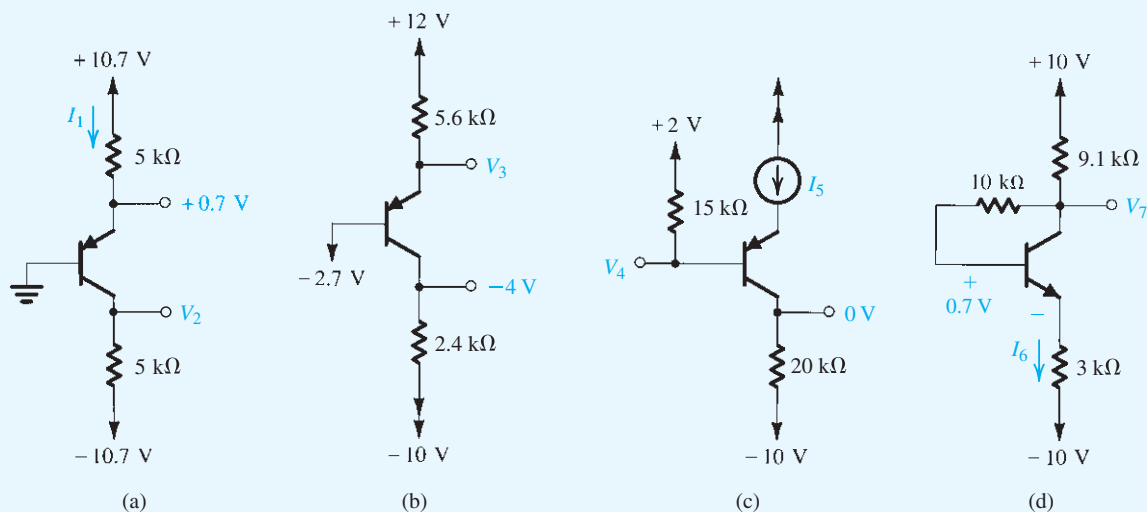 +10.7 V
I1
5 kΩ
+0.7 V
V2
5 kΩ
−10.7 V
(a)
+12 V
5.6 kΩ
V3
−2.7 V
−4 V
2.4 kΩ
−10 V
(b)
+2 V
15 kΩ
I5
V4
0 V
20 kΩ
−10 V
(c)
+10 V
9.1 kΩ
10 kΩ
V7
+
0.7 V
−
I6
3 kΩ
−10 V
(d)